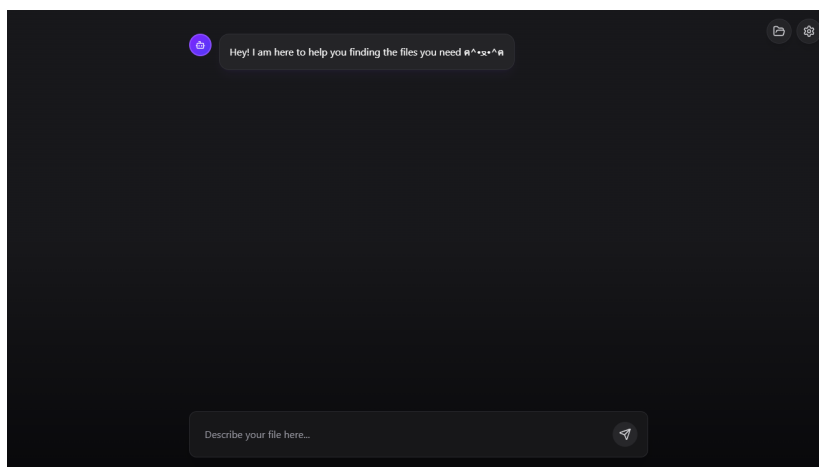 Hey! I am here to help you finding the files you need ฅ^•ﻌ•^ฅ
Describe your file here...